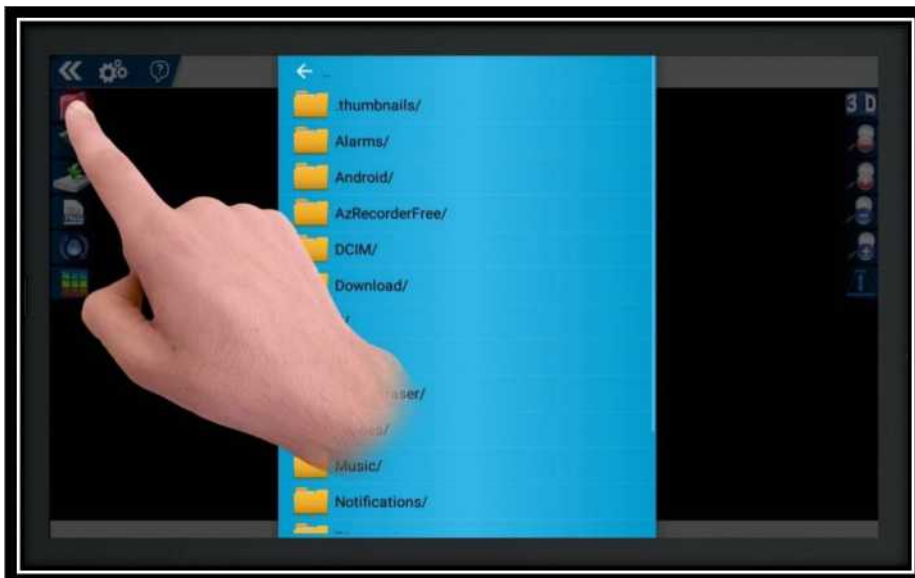 ..
.thumbnails/
3D
Alarms/
Android/
AzRecorderFree/
DCIM/
Download/
Music/
Notifications/